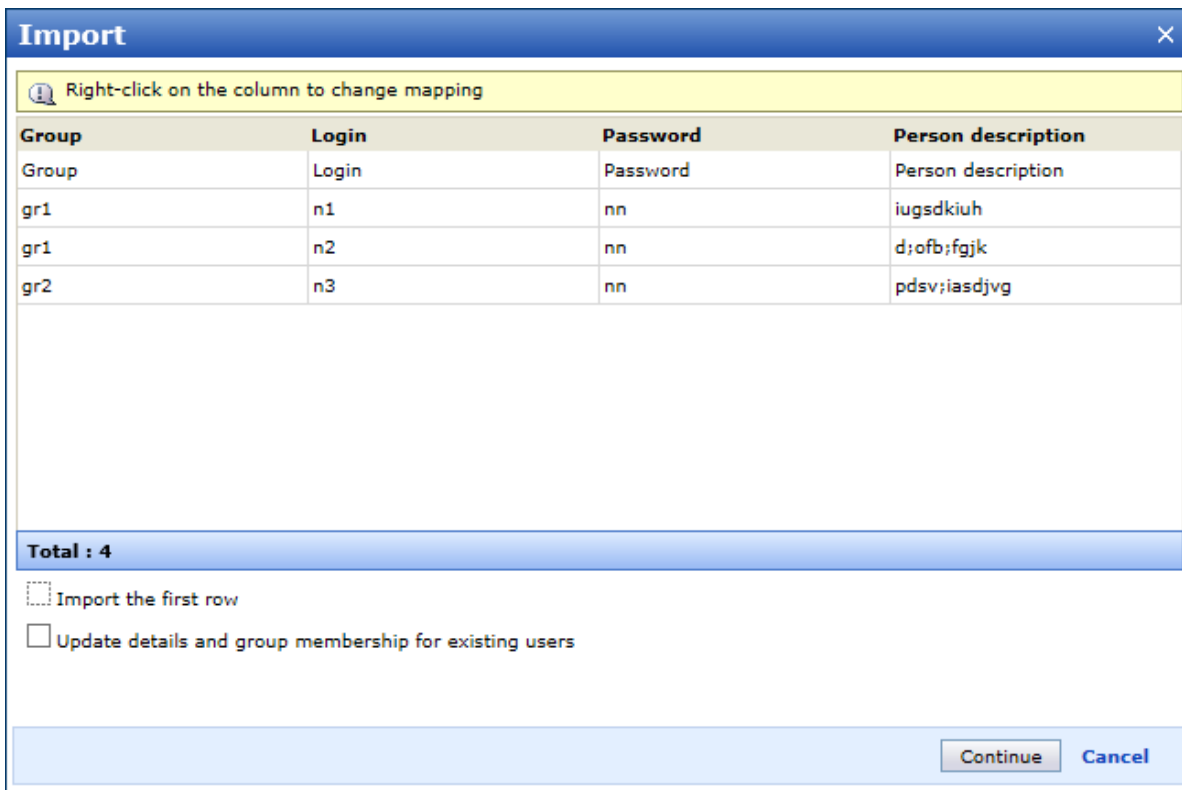 Import
Right-click on the column to change mapping
Group Login Password Person description
Group Login Password Person description
gr1 n1 nn iugsdkiuh
gr1 n2 nn d;ofb;fgjk
gr2 n3 nn pdsv;iasdjvg
Total : 4
Import the first row
Update details and group membership for existing users
Continue Cancel